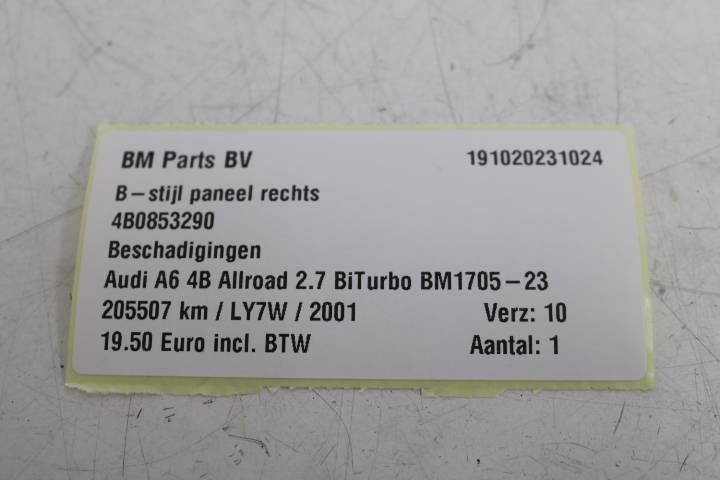 BM Parts BV 191020231024
B-stijl paneel rechts
4B0853290
Beschadigingen
Audi A6 4B Allroad 2.7 BiTurbo BM1705-23
205507 km / LY7W / 2001 Verz: 10
19.50 Euro incl. BTW Aantal: 1